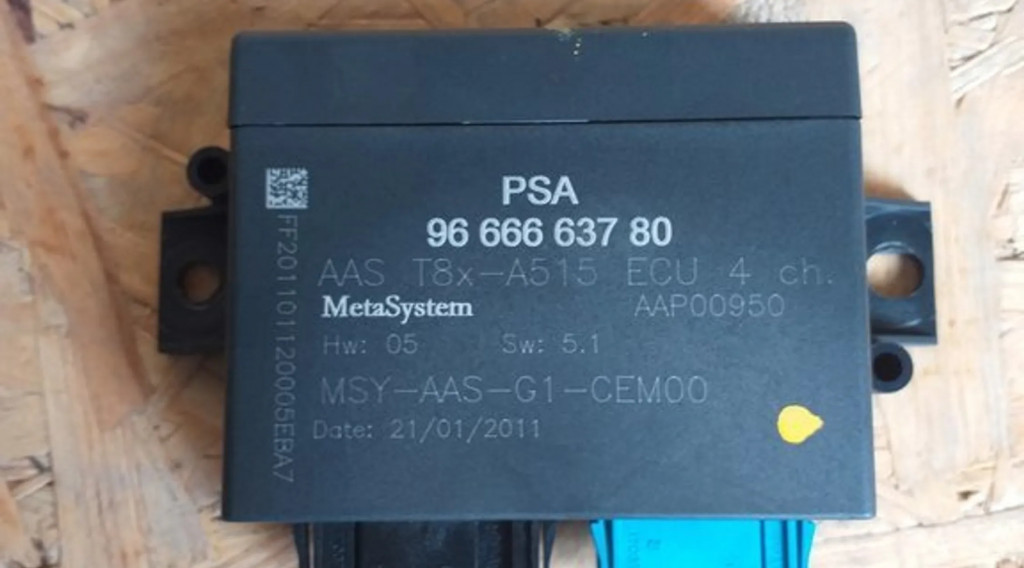 PSA
96 666 637 80
AAS T8x-A515 ECU 4 ch.
MetaSystem AAP00950
Hw: 05 Sw: 5.1
MSY-AAS-G1-CEM00
Date: 21/01/2011